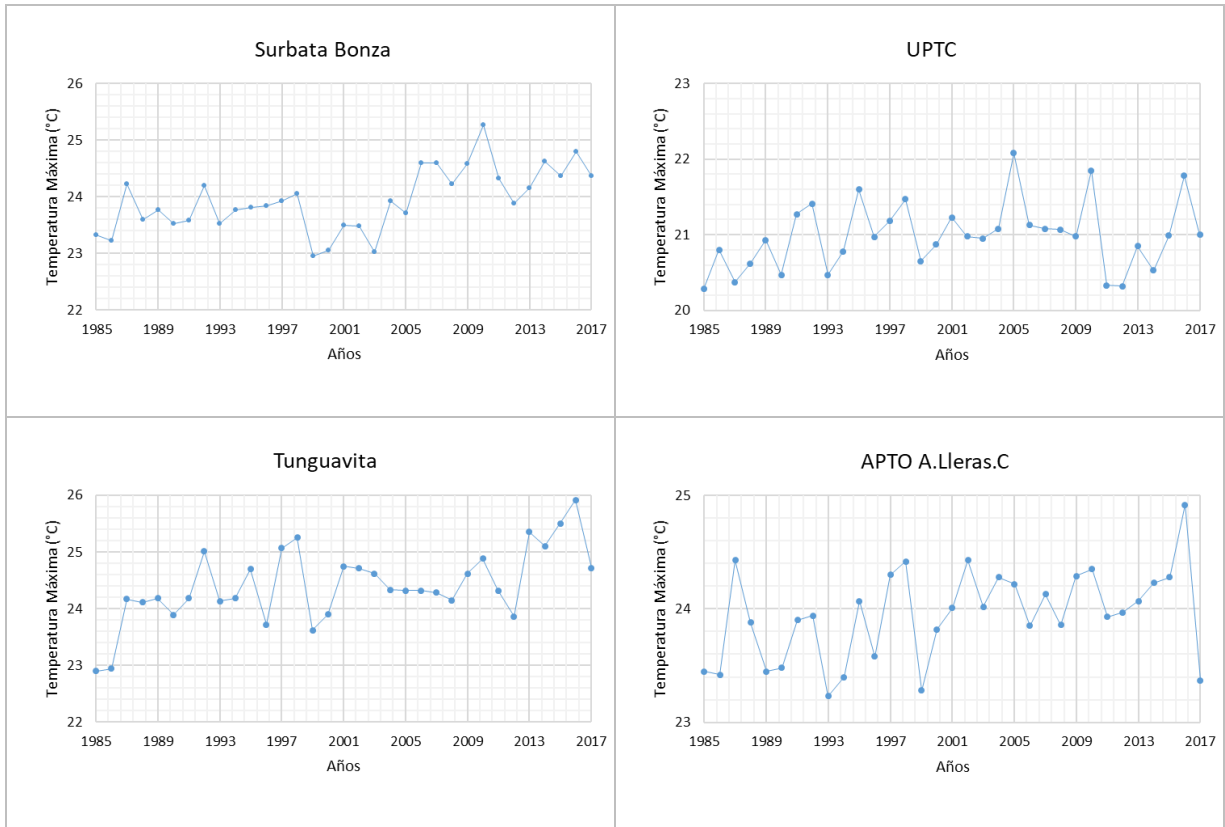 Surbata Bonza
Temperatura Máxima (°C)
26
25
24
23
22
1985 1989 1993 1997 2001 2005 2009 2013 2017
Años
UPTC
Temperatura Máxima (°C)
23
22
21
20
1985 1989 1993 1997 2001 2005 2009 2013 2017
Años
Tunguavita
Temperatura Máxima (°C)
26
25
24
23
22
1985 1989 1993 1997 2001 2005 2009 2013 2017
Años
APTO A.Lleras.C
Temperatura Máxima (°C)
25
24
23
1985 1989 1993 1997 2001 2005 2009 2013 2017
Años